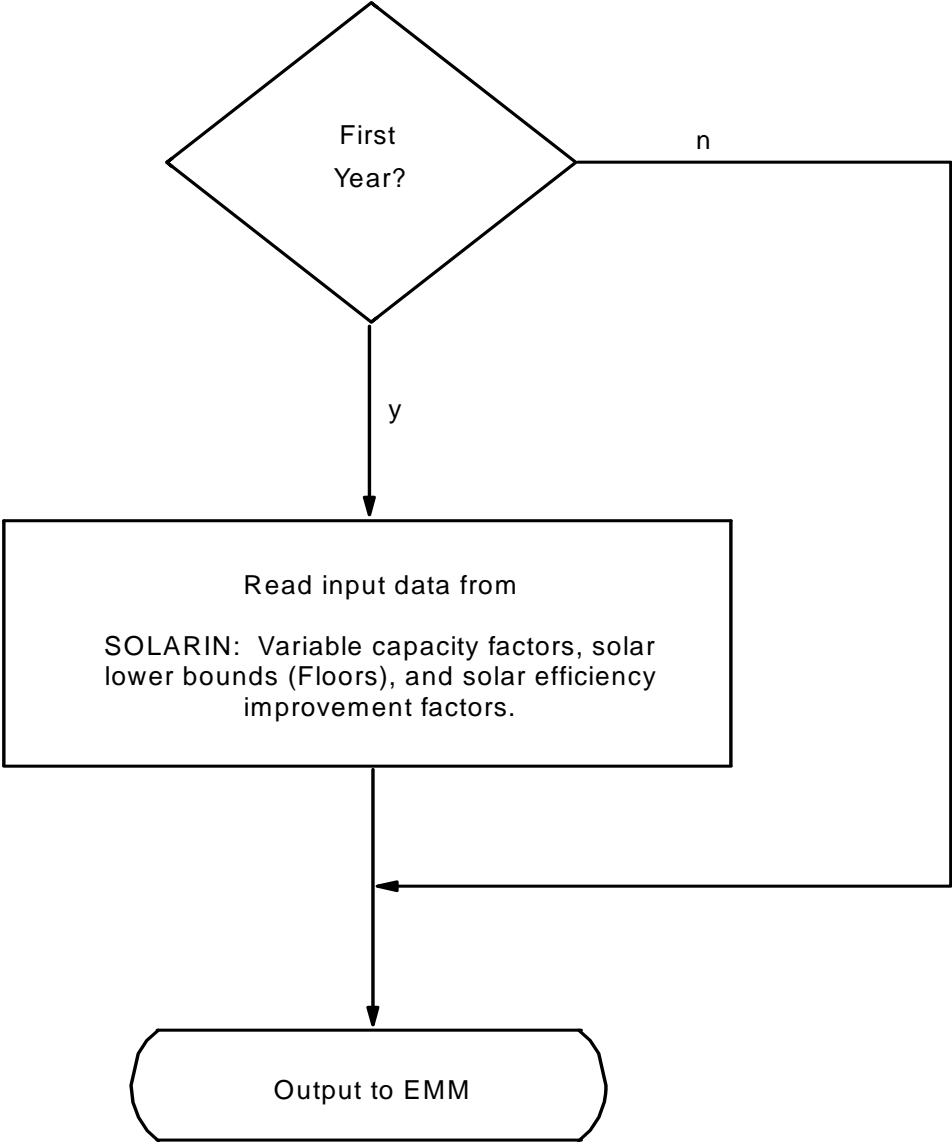 First
Year?
n
y
Read input data from
SOLARIN:  Variable capacity factors, solar
lower bounds (Floors), and solar efficiency
improvement factors.
Output to EMM